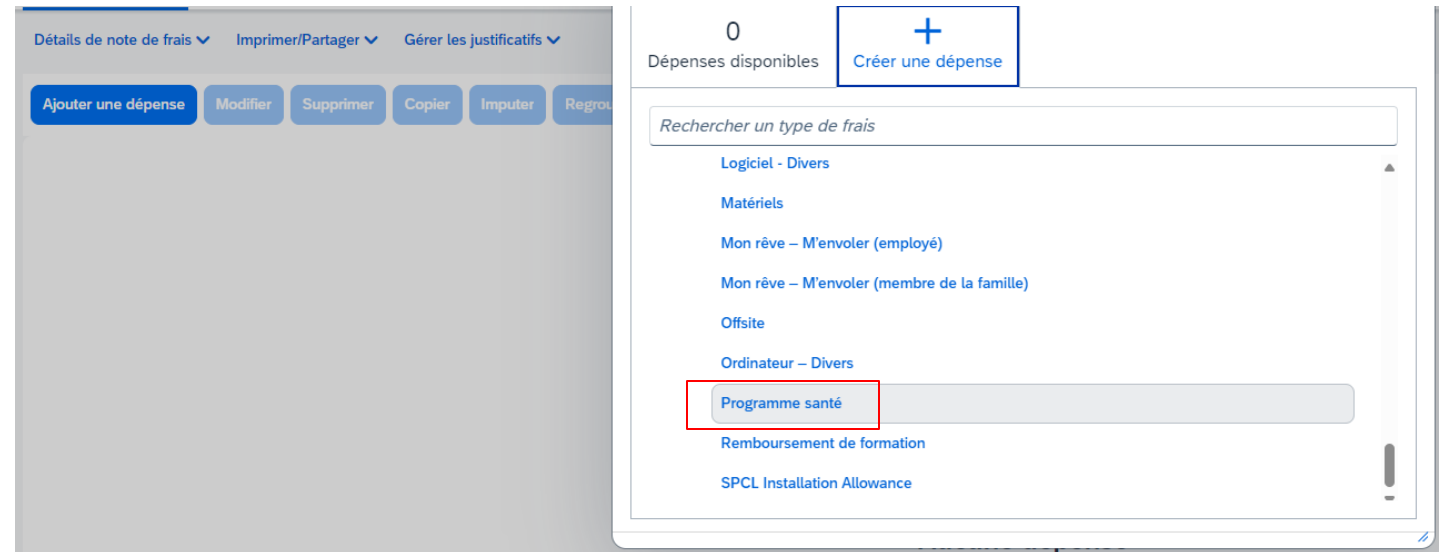 Détails de note de frais
Imprimer/Partager
Gérer les justificatifs
Ajouter une dépense
Modifier
Supprimer
Copier
Imputer
0
Dépenses disponibles
Créer une dépense
Rechercher un type de frais
Logiciel - Divers
Matériels
Mon rêve – M'envoler (employé)
Mon rêve – M'envoler (membre de la famille)
Offsite
Ordinateur – Divers
Programme santé
Remboursement de formation
SPCL Installation Allowance